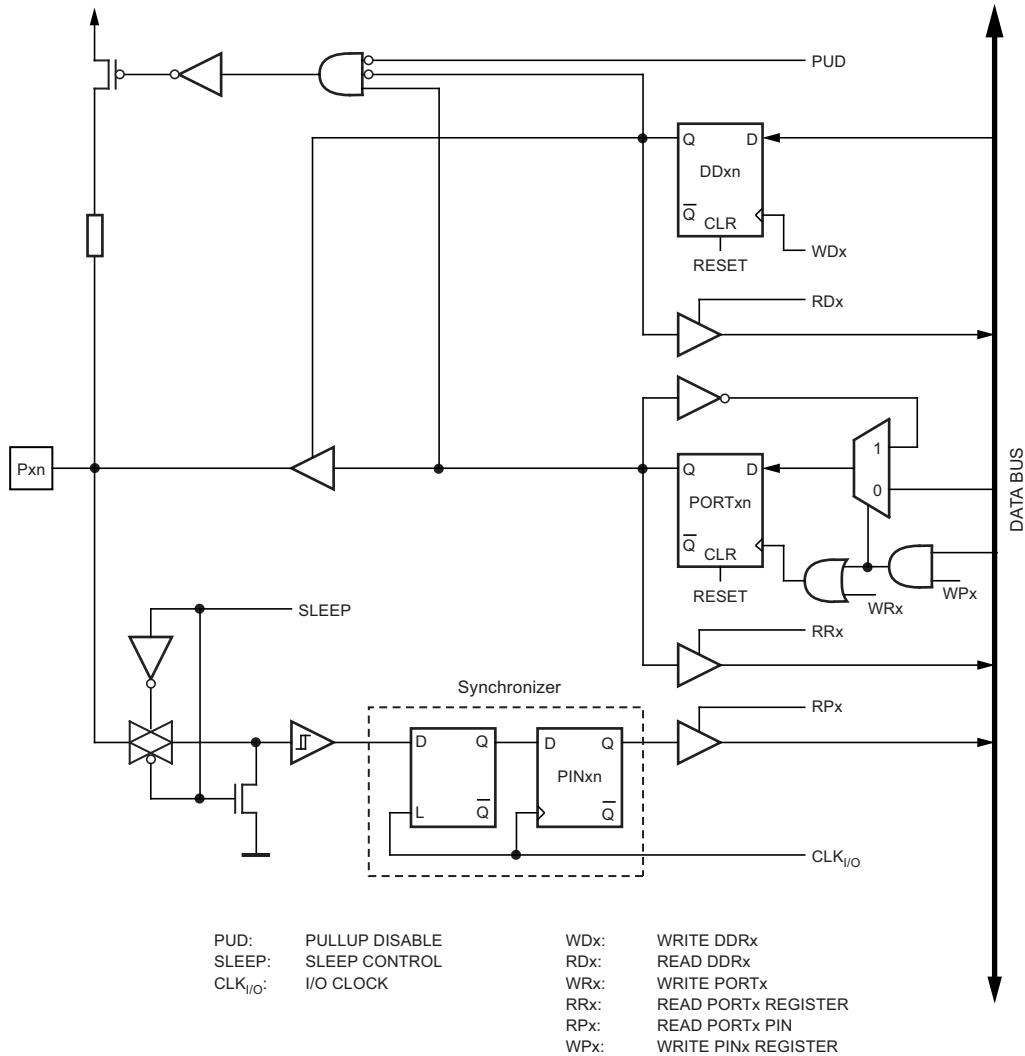 PUD
Q D
DDxn
Q
CLR
RESET
WDx
RDx
1
Pxn
Q D
PORTxn
0
Q
CLR
RESET
WRx
WPx
DATA BUS
SLEEP
RRx
Synchronizer
RPx
D Q
L Q
D Q
PINxn
Q
CLKI/O
PUD: PULLUP DISABLE
SLEEP: SLEEP CONTROL
CLKI/O: I/O CLOCK
WDx: WRITE DDRx
RDx: READ DDRx
WRx: WRITE PORTx
RRx: READ PORTx REGISTER
RPx: READ PORTx PIN
WPx: WRITE PINx REGISTER